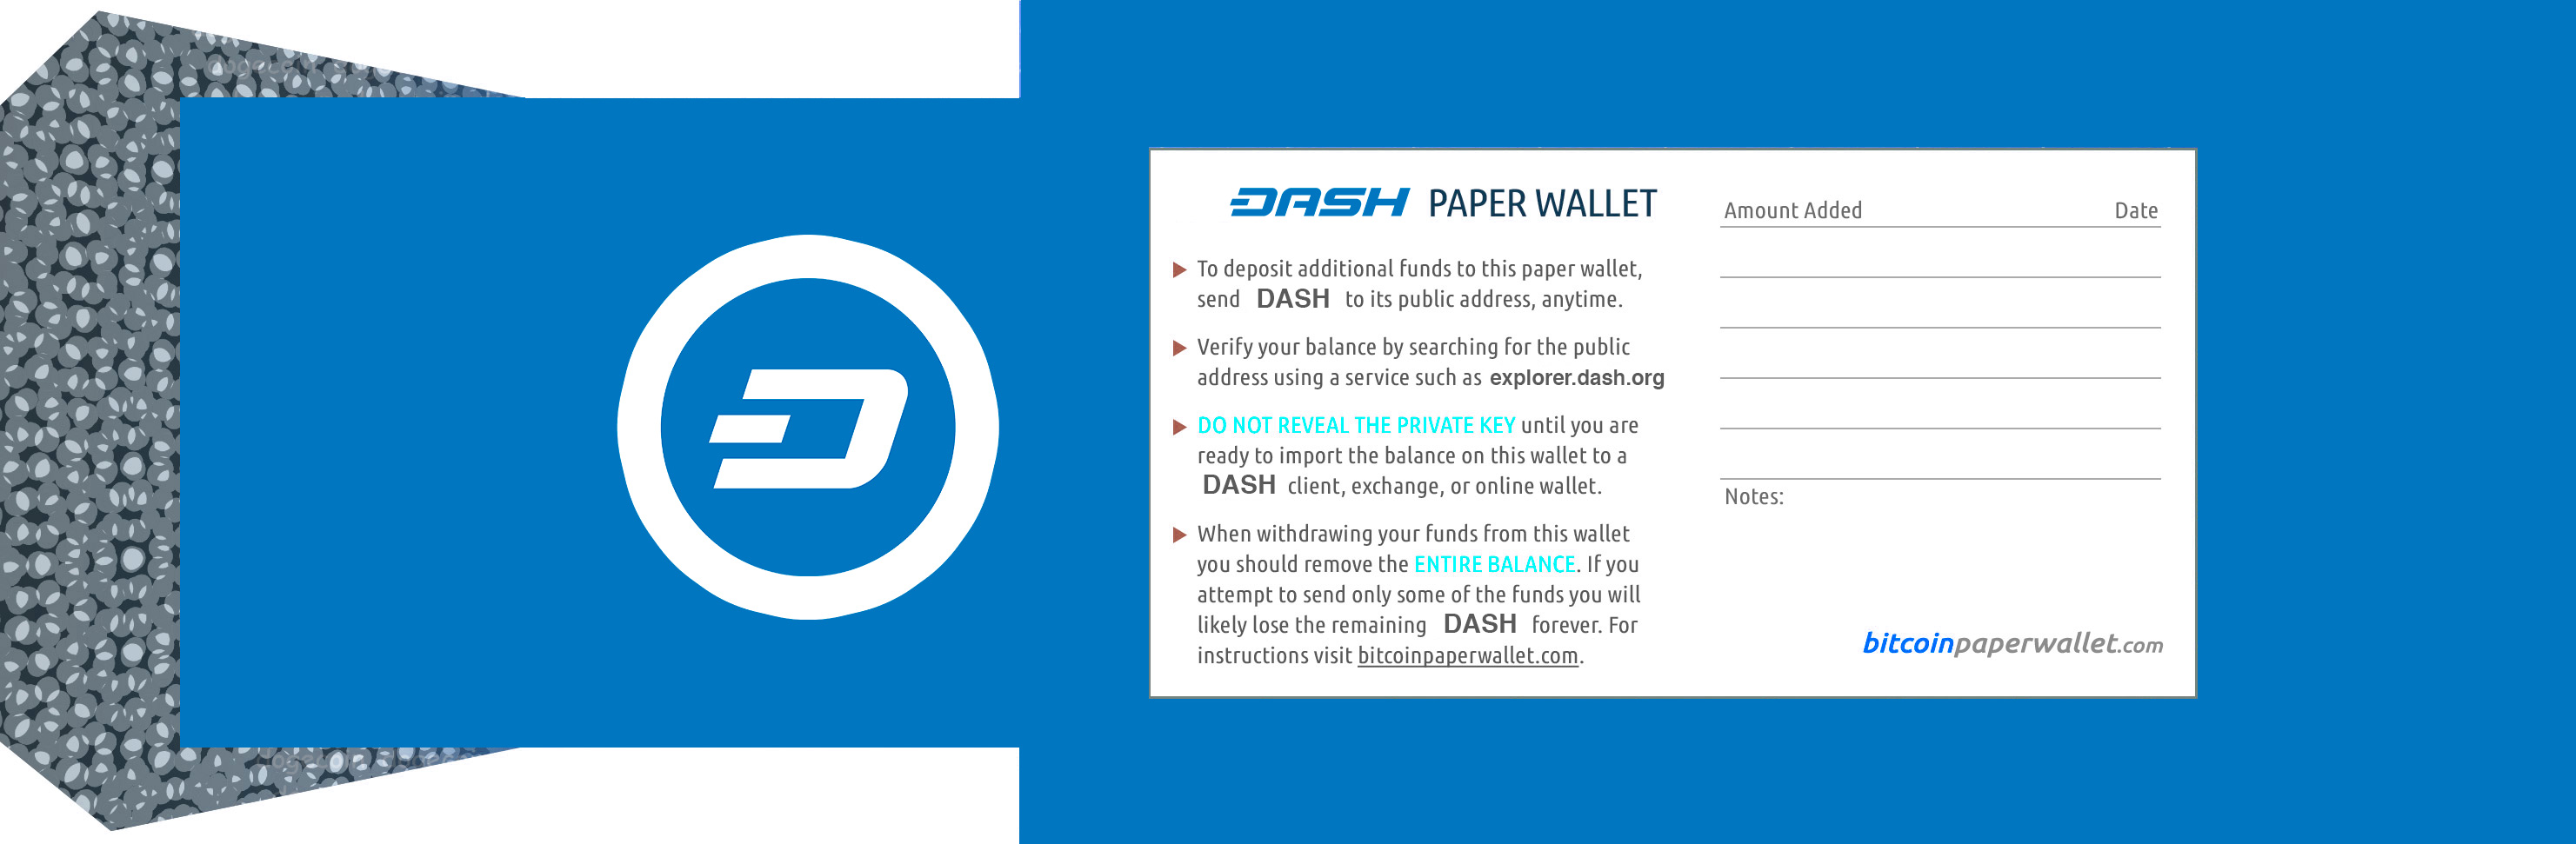 DASH PAPER WALLET
To deposit additional funds to this paper wallet,
send DASH to its public address, anytime.
Verify your balance by searching for the public
address using a service such as explorer.dash.org
DO NOT REVEAL THE PRIVATE KEY until you are
ready to import the balance on this wallet to a
DASH client, exchange, or online wallet.
When withdrawing your funds from this wallet
you should remove the ENTIRE BALANCE. If you
attempt to send only some of the funds you will
likely lose the remaining DASH forever. For
instructions visit bitcoinpaperwallet.com.
Amount Added Date
Notes:
bitcoinpaperwallet.com